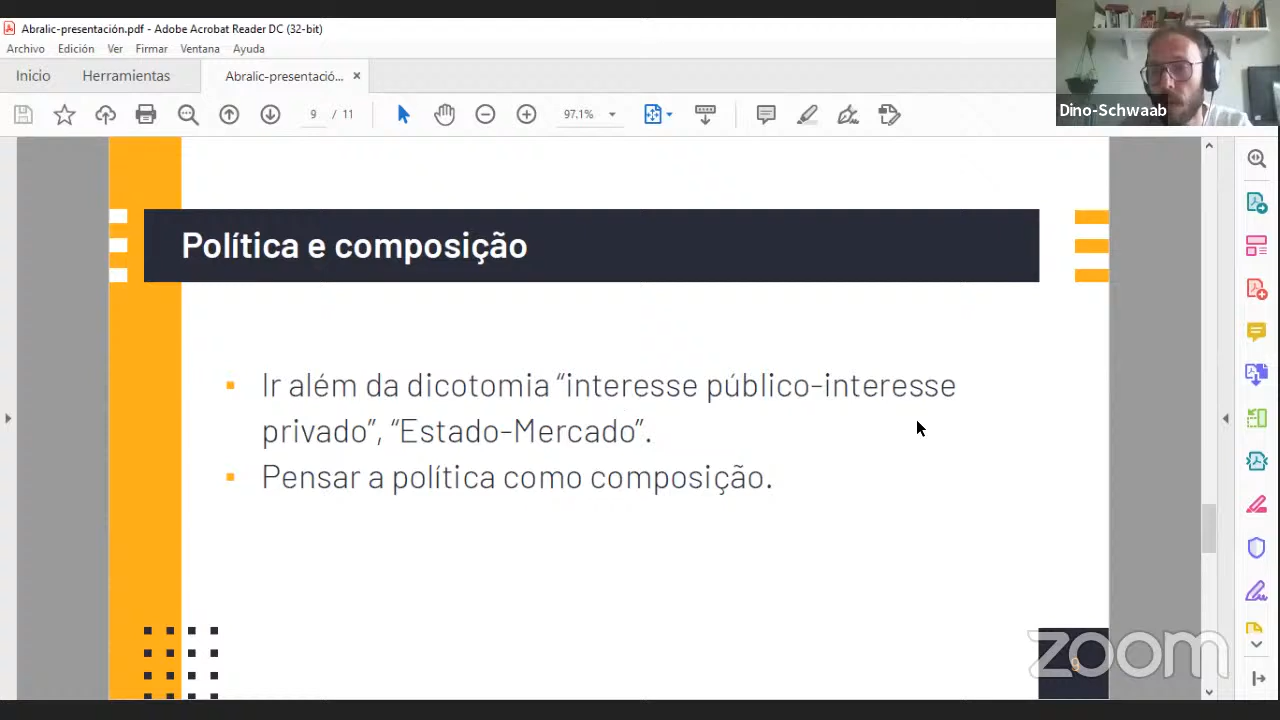 Abralic-presentación.pdf - Adobe Acrobat Reader DC (32-bit)
Archivo Edición Ver Firmar Ventana Ayuda
Inicio Herramientas Abralic-presentació... ×
9 / 11 97.1%
Dino-Schwaab
Política e composição
Ir além da dicotomia “interesse público-interesse
privado”, “Estado-Mercado”.
Pensar a política como composição.
zoom
9